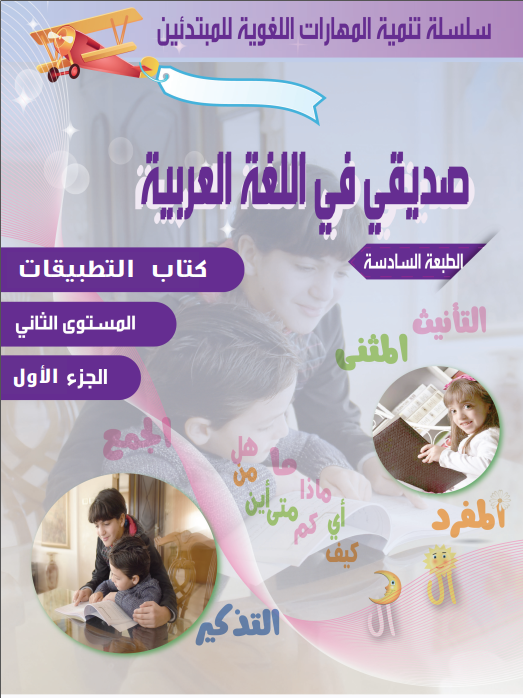 سلسلة تنمية المهارات اللغوية للمبتدئين
صديقي في اللغة العربية
الطبعة السادسة
كتاب التطبيقات
المستوى الثاني
الجزء الأول
التأنيث
المثنى
الجمع
هل
ما
من
ماذا
أين
متى
كم
أي
كيف
المفرد
ال
ال
التذكير